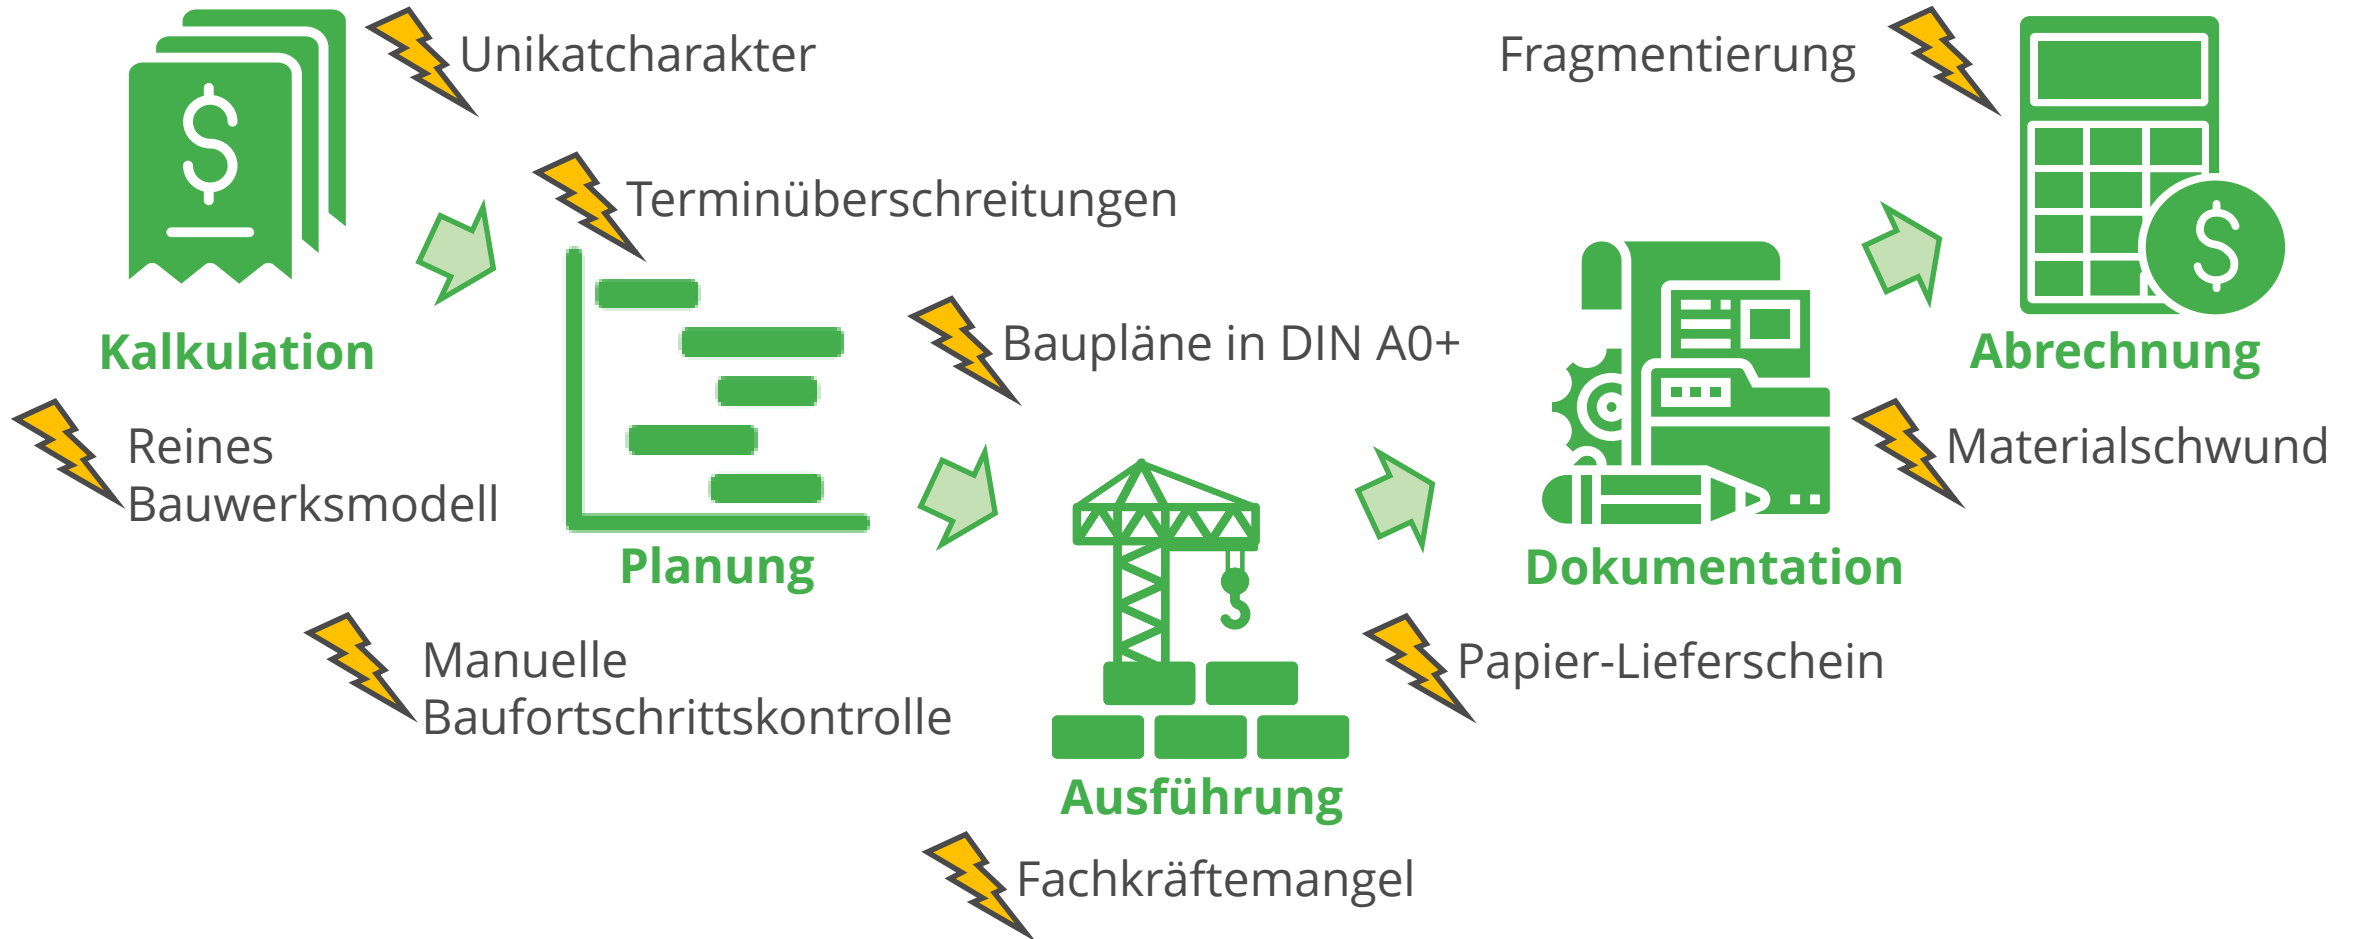 Unikatcharakter
Kalkulation
Reines
Bauwerksmodell
Terminüberschreitungen
Planung
Manuelle
Baufortschrittskontrolle
Baupläne in DIN A0+
Ausführung
Fachkräftemangel
Dokumentation
Papier-Lieferschein
Fragmentierung
Abrechnung
Materialschwund